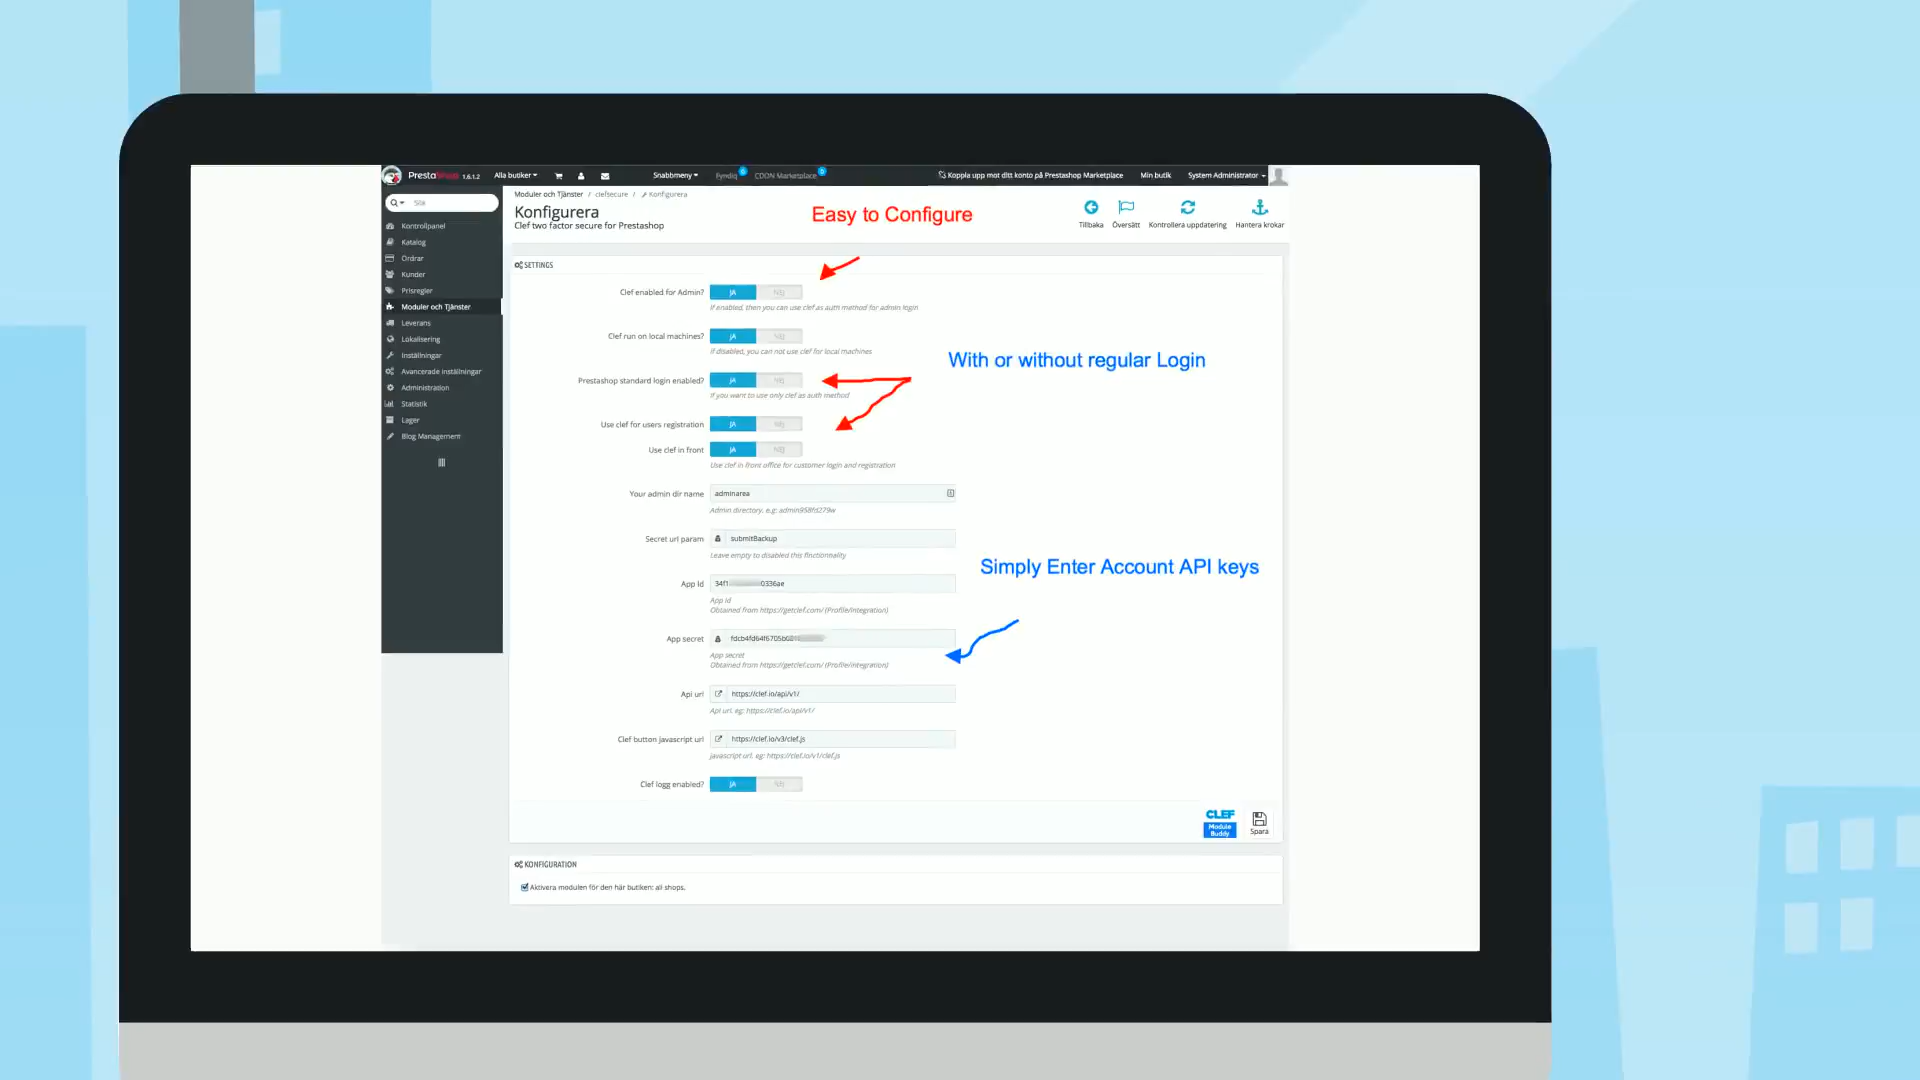 PrestaShop 1.6.1.2 Alla butiker Snabbmeny Fyndiq 0 CDON Marketplace 0 Koppla upp mot ditt konto på Prestashop Marketplace Min butik System Administrator
Sök
Kontrollpanel
Katalog
Ordrar
Kunder
Prisregler
Moduler och Tjänster
Leverans
Lokalisering
Inställningar
Avancerade inställningar
Administration
Statistik
Lager
Blog Management
Moduler och Tjänster / clefsecure / Konfigurera
Konfigurera
Clef two factor secure for Prestashop
Easy to Configure
Tillbaka Översätt Kontrollera uppdatering Hantera krokar
SETTINGS
Clef enabled for Admin? JA NEJ
If enabled, then you can use clef as auth method for admin login
Clef run on local machines? JA NEJ
If disabled, you can not use clef for local machines
With or without regular Login
Prestashop standard login enabled? JA NEJ
If you want to use only clef as auth method
Use clef for users registration JA NEJ
Use clef in front JA NEJ
Use clef in front office for customer login and registration
Your admin dir name adminarea
Admin directory. e.g: admin958fd279w
Secret url param submitBackup
Leave empty to disabled this finctionnality
Simply Enter Account API keys
App Id 34f1 0336ae
App Id
Obtained from https://getclef.com/ (Profile/Integration)
App secret
App secret
Obtained from https://getclef.com/ (Profile/Integration)
Api url https://clef.io/api/v1/
Api url. eg: https://clef.io/api/v1/
Clef button javascript url https://clef.io/v3/clef.js
javascript url. eg: https://clef.io/v1/clef.js
Clef logg enabled? JA NEJ
CLEF
Module
Buddy
Spara
KONFIGURATION
Aktivera modulen för den här butiken: all shops.